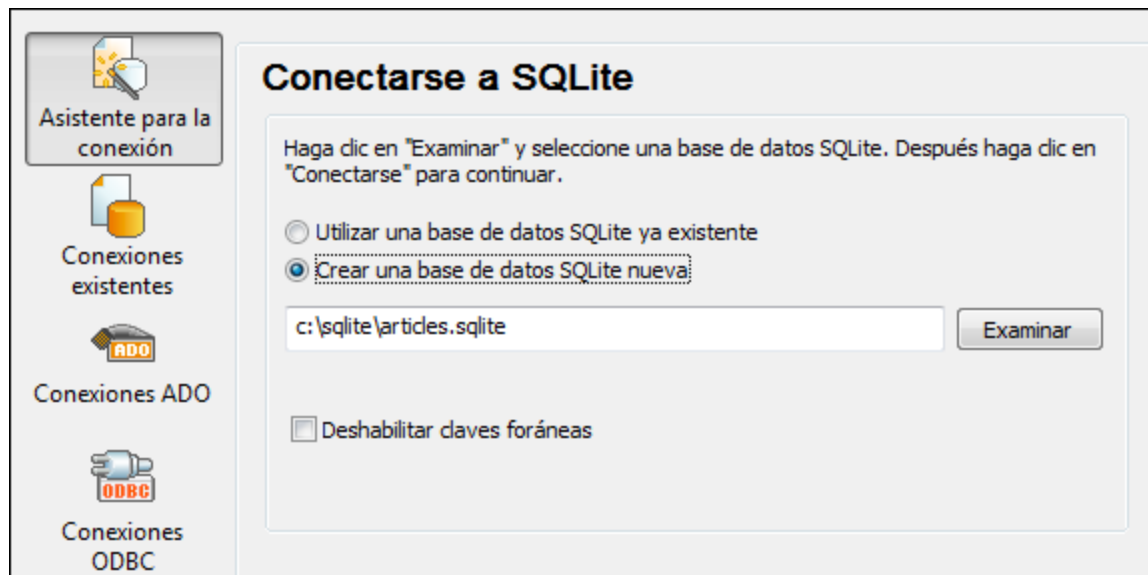 Asistente para la
conexión
Conexiones
existentes
ADO
Conexiones ADO
ODBC
Conexiones
ODBC
Conectarse a SQLite
Haga clic en "Examinar" y seleccione una base de datos SQLite. Después haga clic en
"Conectarse" para continuar.
Utilizar una base de datos SQLite ya existente
Crear una base de datos SQLite nueva
c:\sqlite\articles.sqlite
Examinar
Deshabilitar claves foráneas